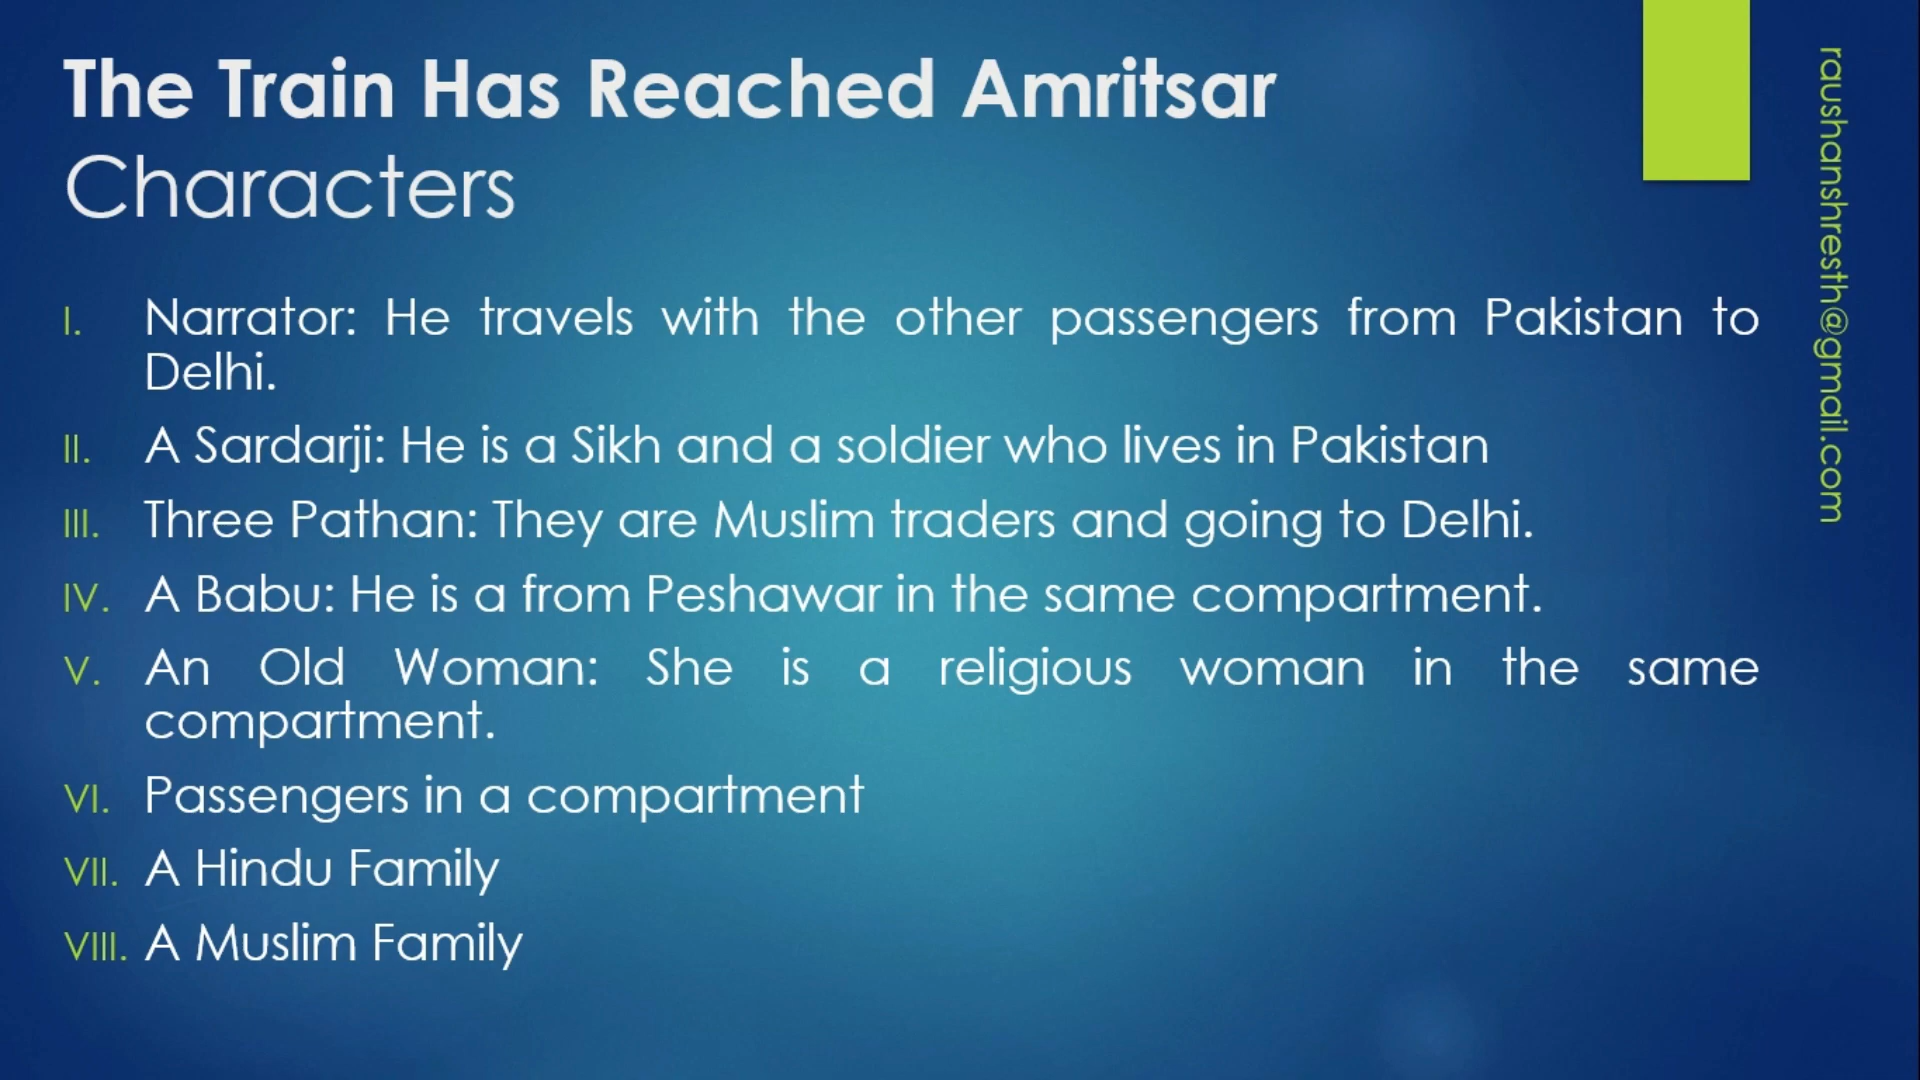 The Train Has Reached Amritsar
Characters
I. Narrator: He travels with the other passengers from Pakistan to
Delhi.
II. A Sardarji: He is a Sikh and a soldier who lives in Pakistan
III. Three Pathan: They are Muslim traders and going to Delhi.
IV. A Babu: He is a from Peshawar in the same compartment.
V. An Old Woman: She is a religious woman in the same
compartment.
VI. Passengers in a compartment
VII. A Hindu Family
VIII. A Muslim Family
raushanshresth@gmail.com